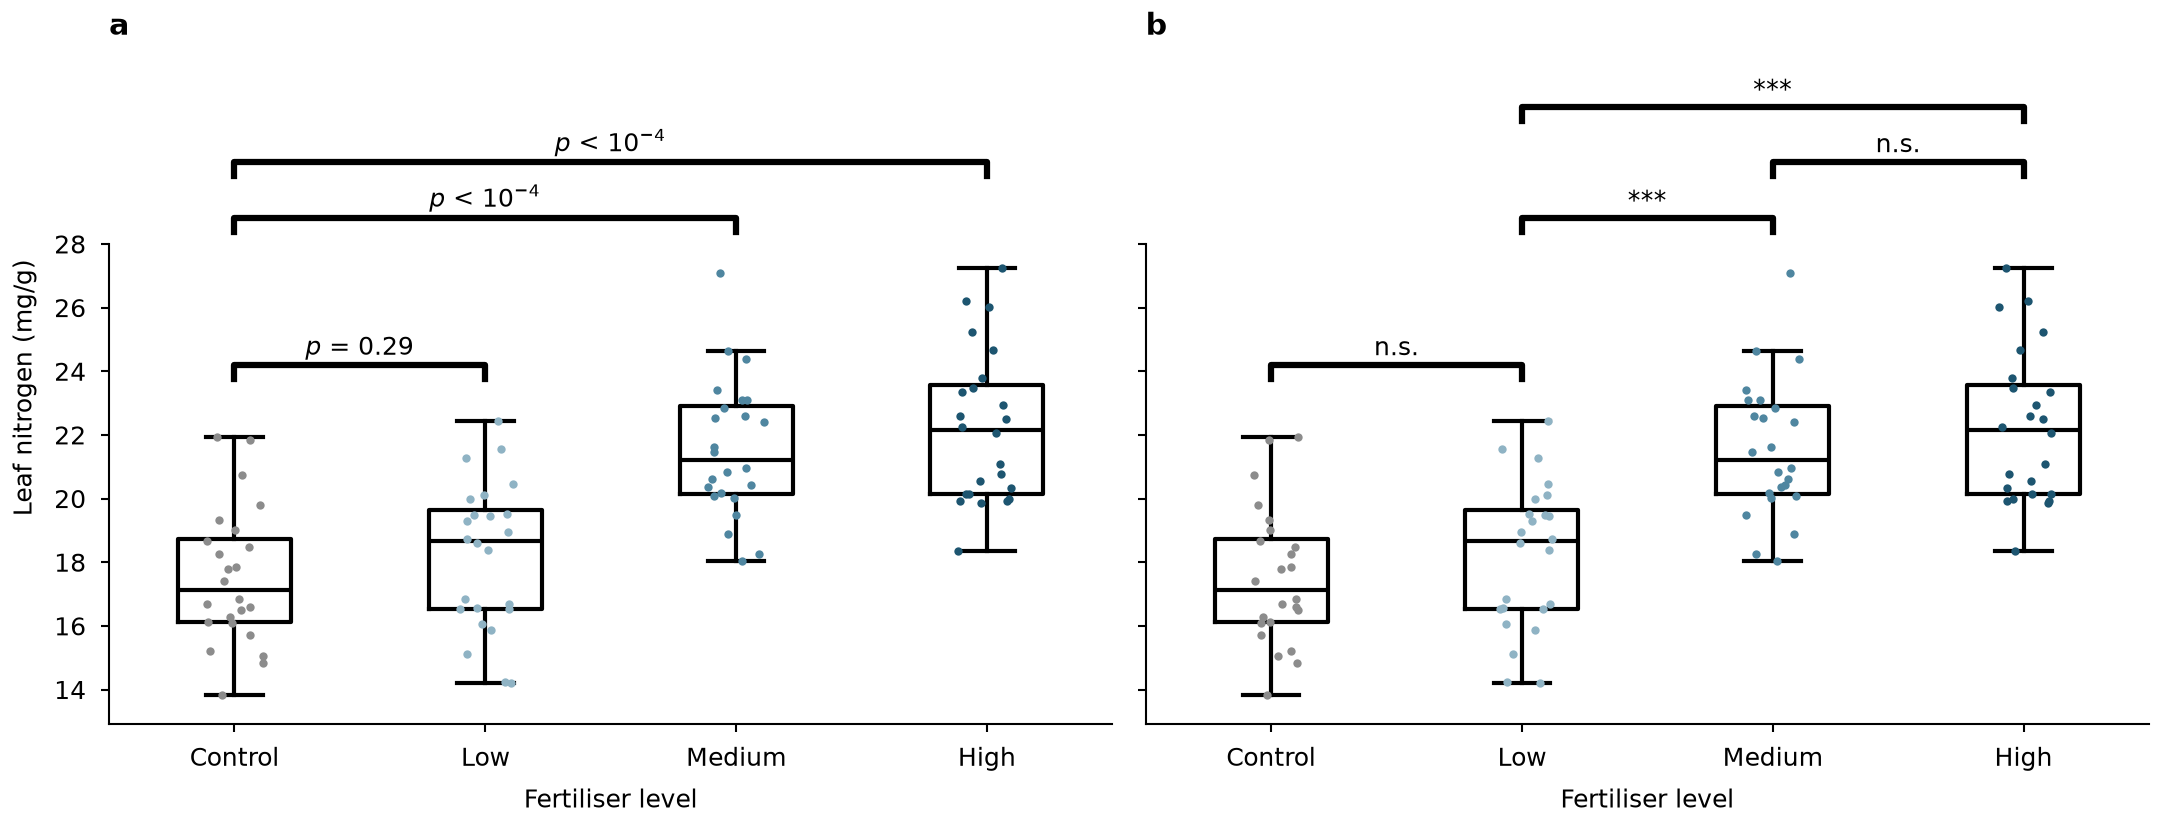 a
p < 10⁻⁴
p < 10⁻⁴
p = 0.29
Leaf nitrogen (mg/g)
28
26
24
22
20
18
16
14
Control Low Medium High
Fertiliser level
b
***
n.s.
***
n.s.
Control Low Medium High
Fertiliser level